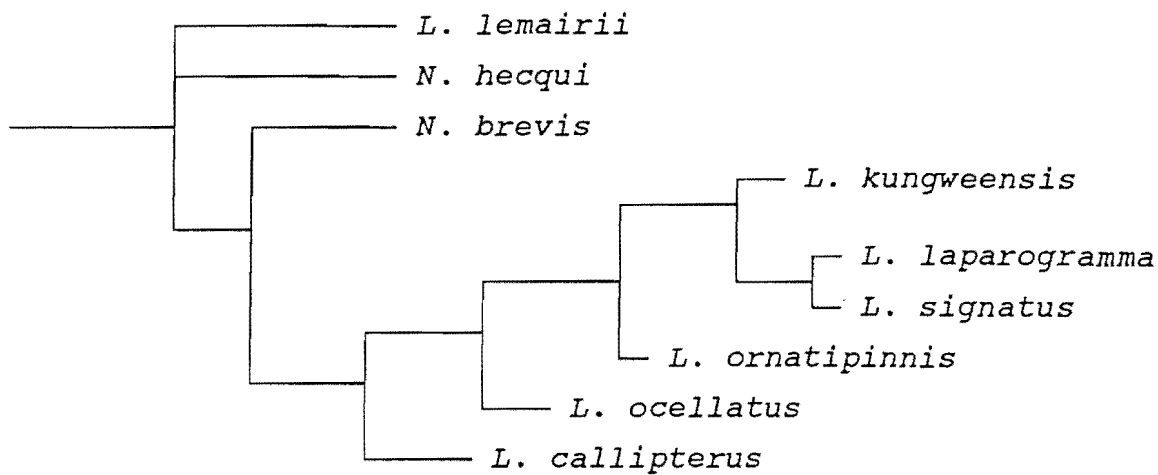 L. lemairii
N. hecqui
N. brevis
L. kungweensis
L. laparogramma
L. signatus
L. ornatipinnis
L. ocellatus
L. callipterus